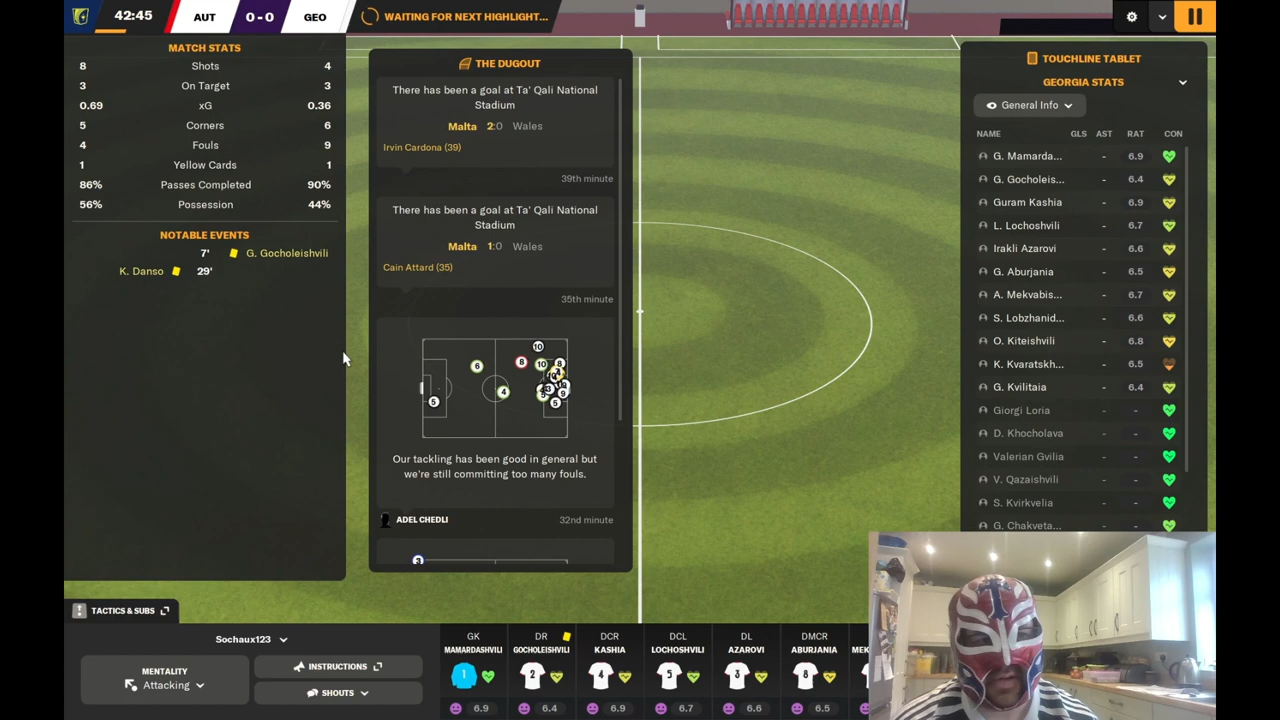 42:45 AUT 0-0 GEO WAITING FOR NEXT HIGHLIGHT...
MATCH STATS
8 Shots 4
3 On Target 3
0.69 xG 0.36
5 Corners 6
4 Fouls 9
1 Yellow Cards 1
86% Passes Completed 90%
56% Possession 44%
NOTABLE EVENTS
7' G. Gocholeishvili
K. Danso 29'
THE DUGOUT
There has been a goal at Ta' Qali National
Stadium
Malta 2:0 Wales
Irvin Cardona (39)
39th minute
There has been a goal at Ta' Qali National
Stadium
Malta 1:0 Wales
Cain Attard (35)
35th minute
Our tackling has been good in general but
we're still committing too many fouls.
ADEL CHEDLI 32nd minute
TOUCHLINE TABLET
GEORGIA STATS
General Info
NAME GLS AST RAT CON
G. Mamarda... - 6.9
G. Gocholeis... - 6.4
Guram Kashia - 6.9
L. Lochoshvili - 6.7
Irakli Azarovi - 6.6
G. Aburjania - 6.5
A. Mekvabis... - 6.7
S. Lobzhanid... - 6.6
O. Kiteishvili - 6.8
K. Kvaratskh... - 6.5
G. Kvilitaia - 6.4
Giorgi Loria - -
D. Khocholava - -
Valerian Gvilia - -
V. Qazaishvili - -
S. Kvirkvelia - -
G. Chakveta... - -
TACTICS & SUBS
Sochaux123
MENTALITY
Attacking
INSTRUCTIONS
SHOUTS
GK DR DCR DCL DL DMCR
MAMARDASHVILI GOCHOLEISHVILI KASHIA LOCHOSHVILI AZAROVI ABURJANIA MEK
1 2 4 5 3 8
6.9 6.4 6.9 6.7 6.6 6.5